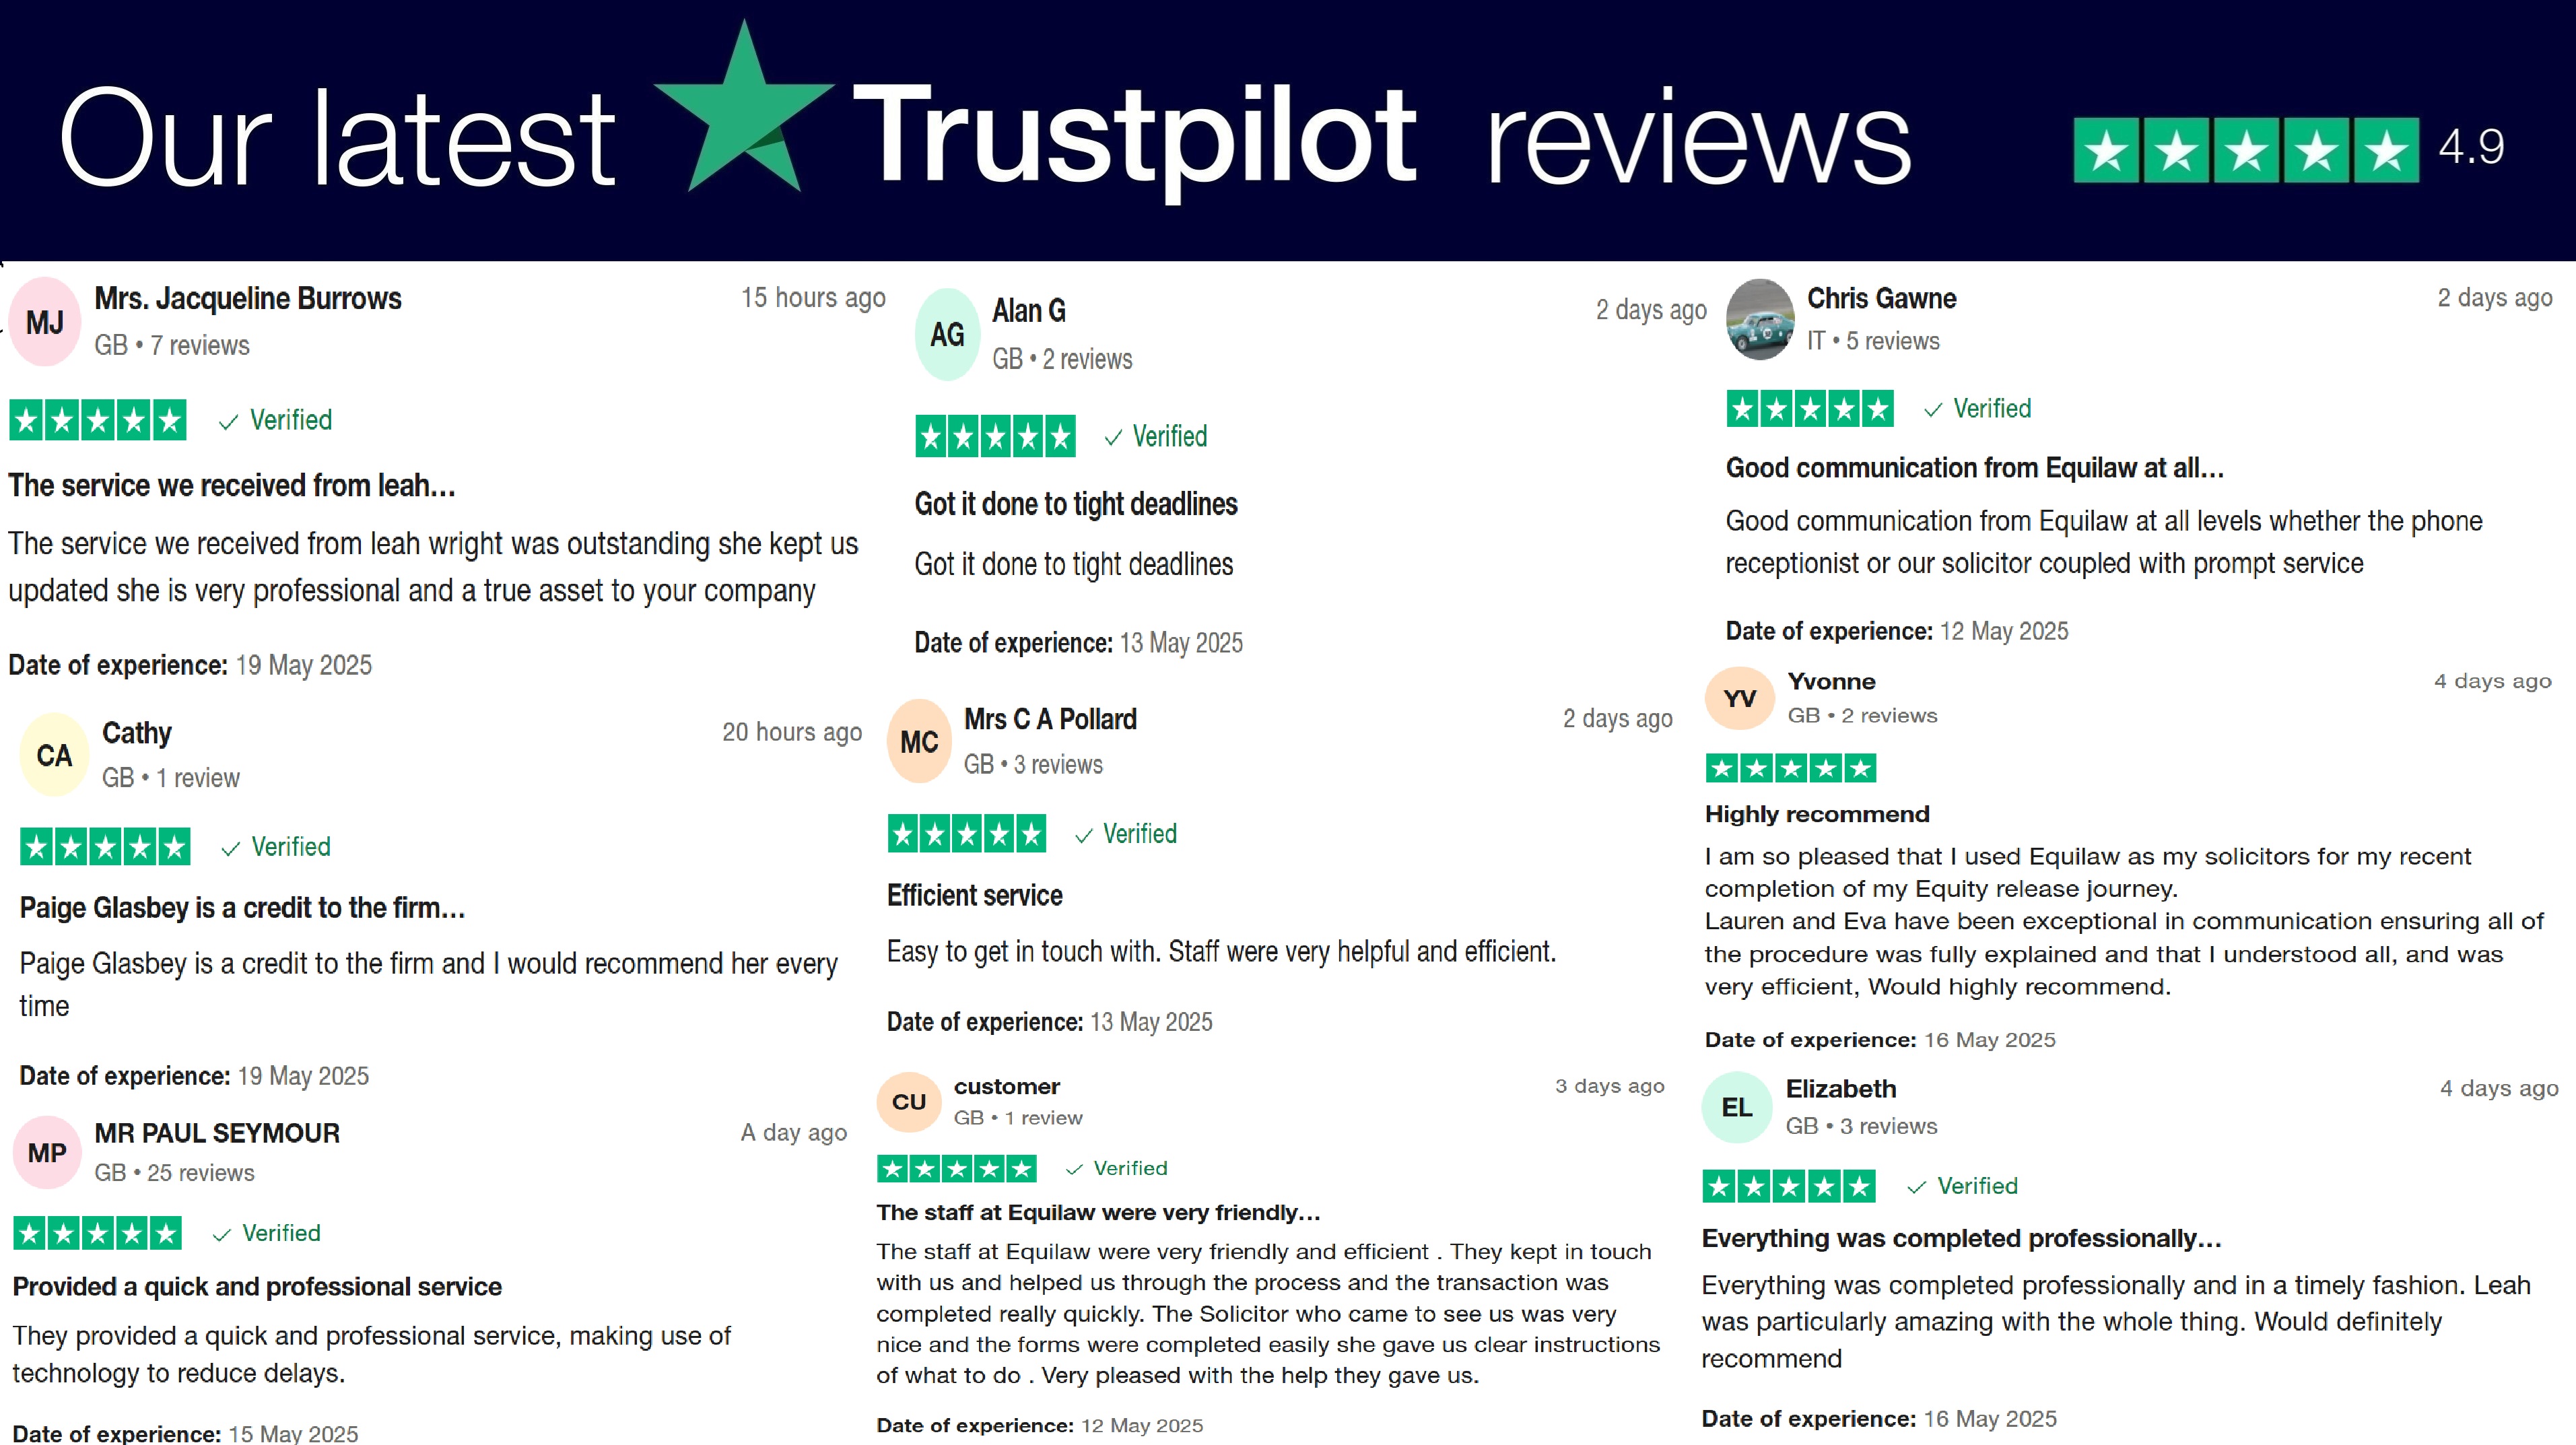 Our latest Trustpilot reviews 4.9
MJ
Mrs. Jacqueline Burrows
15 hours ago
GB • 7 reviews
Verified
The service we received from leah...
The service we received from leah wright was outstanding she kept us
updated she is very professional and a true asset to your company
Date of experience: 19 May 2025
CA
Cathy
20 hours ago
GB • 1 review
Verified
Paige Glasbey is a credit to the firm...
Paige Glasbey is a credit to the firm and I would recommend her every
time
Date of experience: 19 May 2025
MP
MR PAUL SEYMOUR
A day ago
GB • 25 reviews
Verified
Provided a quick and professional service
They provided a quick and professional service, making use of
technology to reduce delays.
Date of experience: 15 May 2025
AG
Alan G
2 days ago
GB • 2 reviews
Verified
Got it done to tight deadlines
Got it done to tight deadlines
Date of experience: 13 May 2025
MC
Mrs C A Pollard
2 days ago
GB • 3 reviews
Verified
Efficient service
Easy to get in touch with. Staff were very helpful and efficient.
Date of experience: 13 May 2025
CU
customer
3 days ago
GB • 1 review
Verified
The staff at Equilaw were very friendly...
The staff at Equilaw were very friendly and efficient . They kept in touch
with us and helped us through the process and the transaction was
completed really quickly. The Solicitor who came to see us was very
nice and the forms were completed easily she gave us clear instructions
of what to do . Very pleased with the help they gave us.
Date of experience: 12 May 2025
Chris Gawne
2 days ago
IT • 5 reviews
Verified
Good communication from Equilaw at all...
Good communication from Equilaw at all levels whether the phone
receptionist or our solicitor coupled with prompt service
Date of experience: 12 May 2025
YV
Yvonne
4 days ago
GB • 2 reviews
Highly recommend
I am so pleased that I used Equilaw as my solicitors for my recent
completion of my Equity release journey.
Lauren and Eva have been exceptional in communication ensuring all of
the procedure was fully explained and that I understood all, and was
very efficient, Would highly recommend.
Date of experience: 16 May 2025
EL
Elizabeth
4 days ago
GB • 3 reviews
Verified
Everything was completed professionally...
Everything was completed professionally and in a timely fashion. Leah
was particularly amazing with the whole thing. Would definitely
recommend
Date of experience: 16 May 2025